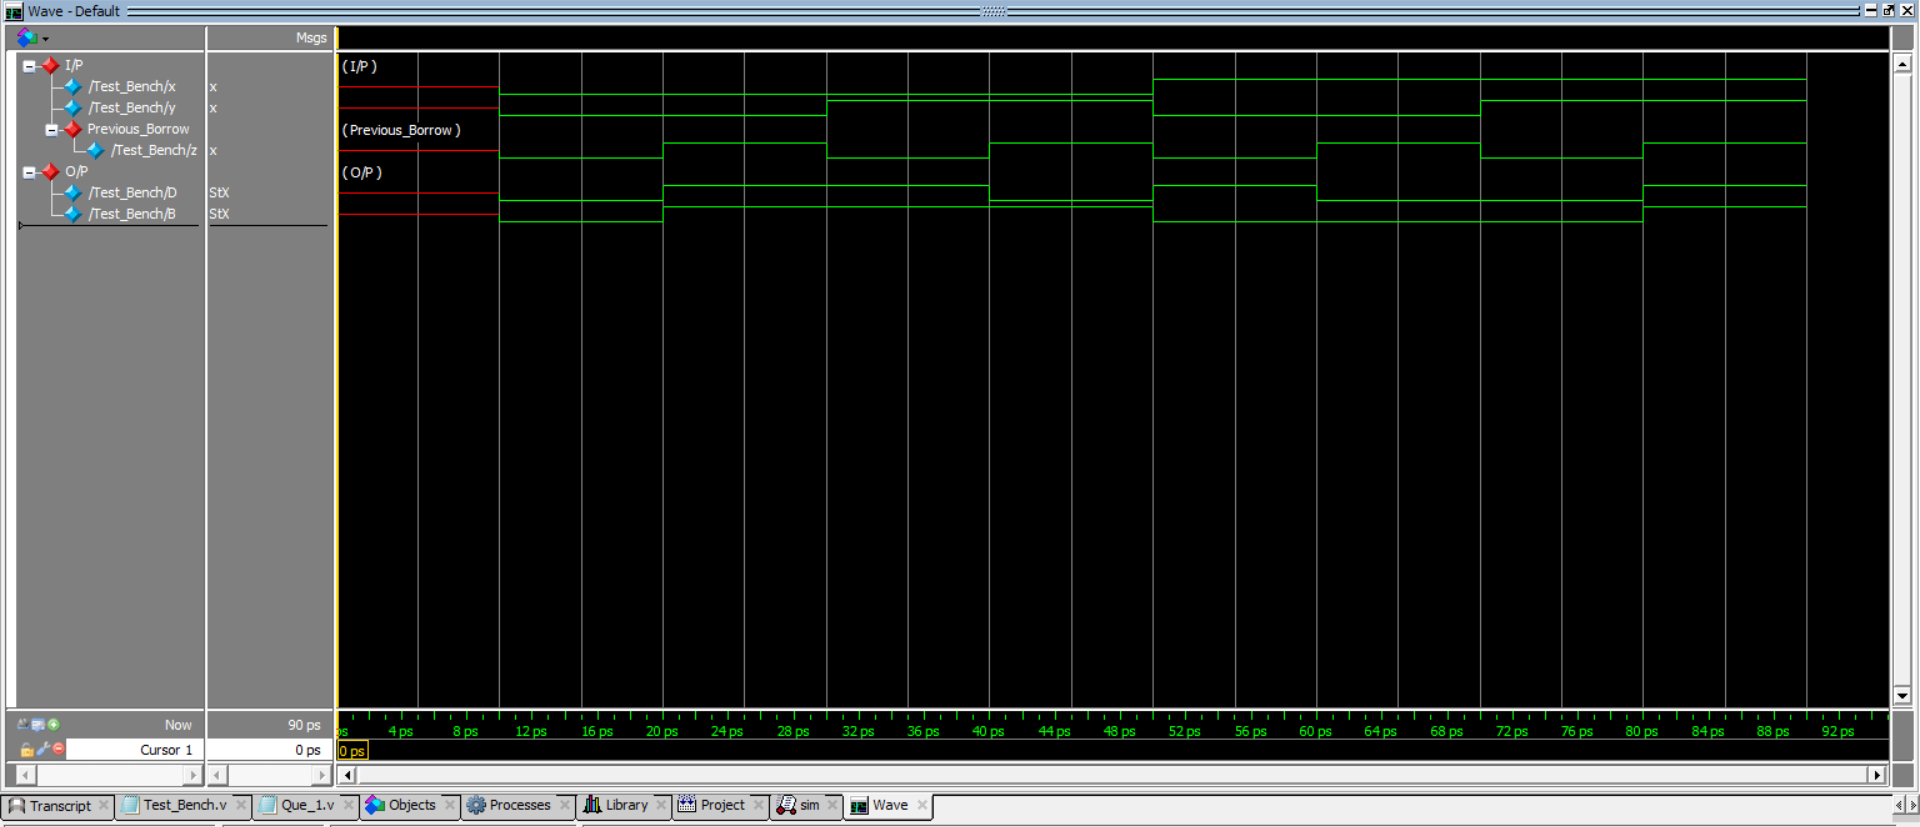 Wave - Default
Msgs
I/P
/Test_Bench/x x
/Test_Bench/y x
Previous_Borrow
/Test_Bench/z x
O/P
/Test_Bench/D StX
/Test_Bench/B StX
( I/P )
( Previous_Borrow )
( O/P )
Now 90 ps
ps 4 ps 8 ps 12 ps 16 ps 20 ps 24 ps 28 ps 32 ps 36 ps 40 ps 44 ps 48 ps 52 ps 56 ps 60 ps 64 ps 68 ps 72 ps 76 ps 80 ps 84 ps 88 ps 92 ps
Cursor 1 0 ps 0 ps
Transcript Test_Bench.v Que_1.v Objects Processes Library Project sim Wave